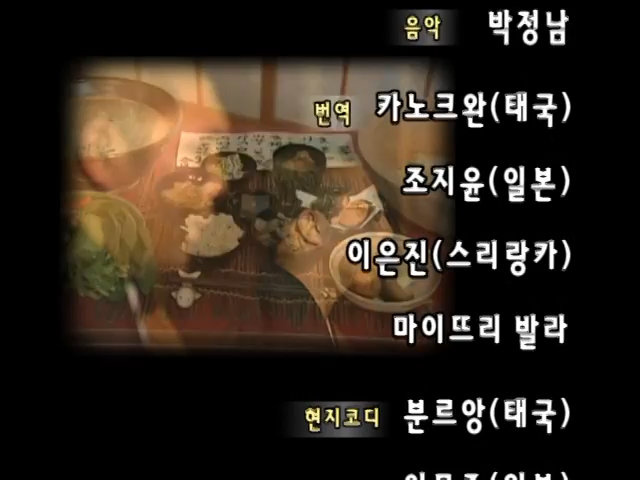 음악 박정남
번역 카노크완(태국)
조지윤(일본)
이은진(스리랑카)
마이뜨리 발라
현지코디 분르앙(태국)